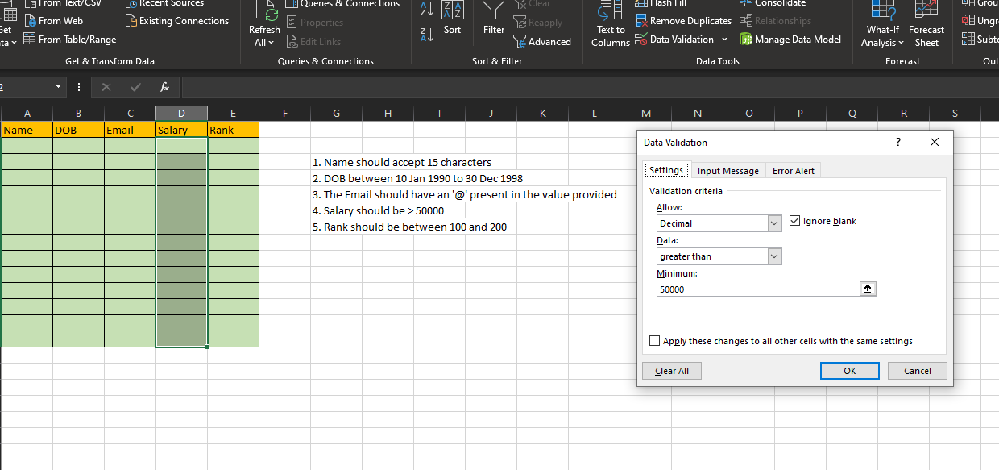 From Text/CSV
Recent Sources
Get
Data
From Web
Existing Connections
From Table/Range
Get & Transform Data
Refresh
All
Queries & Connections
Properties
Edit Links
Queries & Connections
Sort
Filter
Clear
Reapply
Advanced
Sort & Filter
Text to
Columns
Flash Fill
Remove Duplicates
Data Validation
Consolidate
Relationships
Manage Data Model
Data Tools
What-If
Analysis
Forecast
Sheet
Forecast
2
fx
A B C D E F G H I J K L M N O P Q R S
Name DOB Email Salary Rank
1. Name should accept 15 characters
2. DOB between 10 Jan 1990 to 30 Dec 1998
3. The Email should have an '@' present in the value provided
4. Salary should be > 50000
5. Rank should be between 100 and 200
Data Validation ?
Settings Input Message Error Alert
Validation criteria
Allow:
Decimal Ignore blank
Data:
greater than
Minimum:
50000
Apply these changes to all other cells with the same settings
Clear All OK Cancel